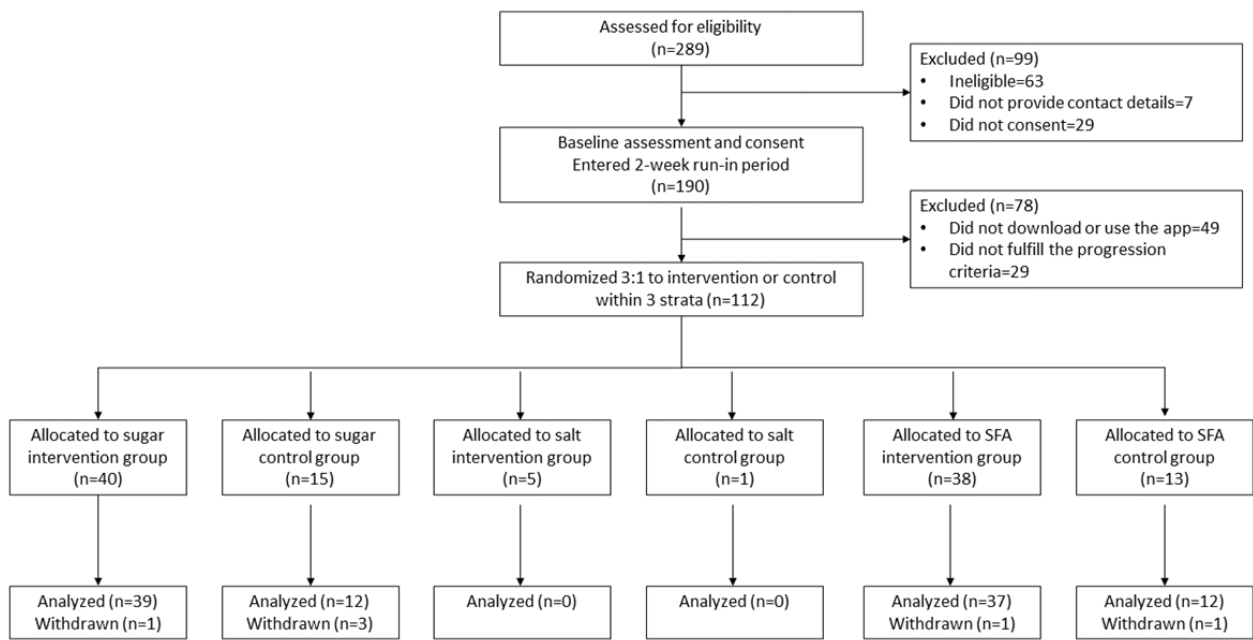 Assessed for eligibility
(n=289)
Excluded (n=99)
• Ineligible=63
• Did not provide contact details=7
• Did not consent=29
Baseline assessment and consent
Entered 2-week run-in period
(n=190)
Excluded (n=78)
• Did not download or use the app=49
• Did not fulfill the progression
criteria=29
Randomized 3:1 to intervention or control
within 3 strata (n=112)
Allocated to sugar
intervention group
(n=40)
Allocated to sugar
control group
(n=15)
Allocated to salt
intervention group
(n=5)
Allocated to salt
control group
(n=1)
Allocated to SFA
intervention group
(n=38)
Allocated to SFA
control group
(n=13)
Analyzed (n=39)
Withdrawn (n=1)
Analyzed (n=12)
Withdrawn (n=3)
Analyzed (n=0)
Analyzed (n=0)
Analyzed (n=37)
Withdrawn (n=1)
Analyzed (n=12)
Withdrawn (n=1)